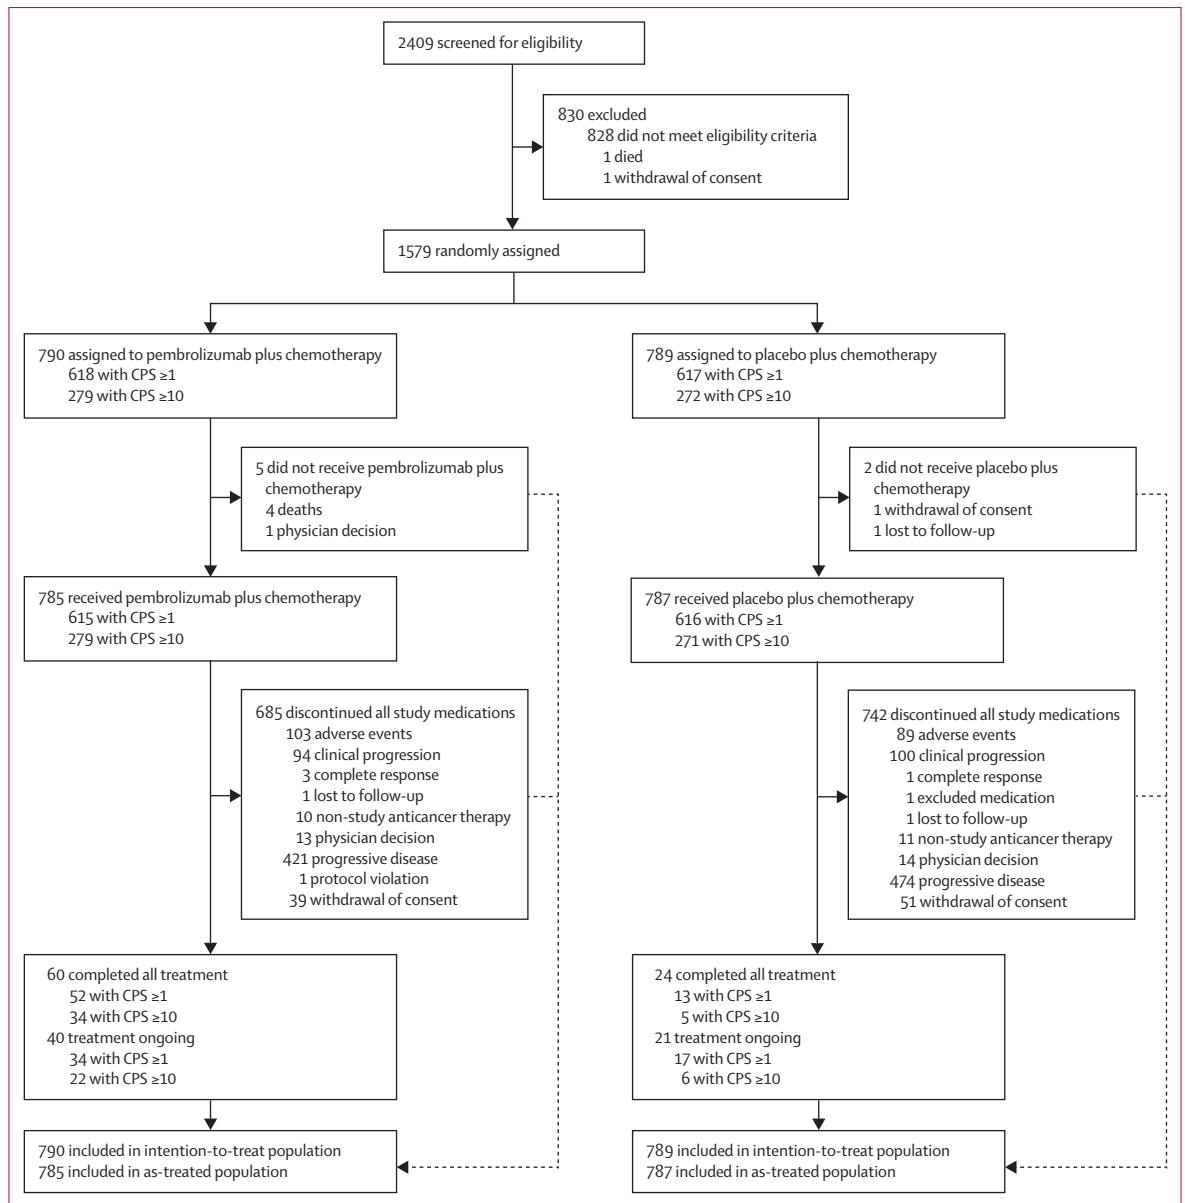 2409 screened for eligibility
830 excluded
828 did not meet eligibility criteria
1 died
1 withdrawal of consent
1579 randomly assigned
790 assigned to pembrolizumab plus chemotherapy
618 with CPS ≥1
279 with CPS ≥10
789 assigned to placebo plus chemotherapy
617 with CPS ≥1
272 with CPS ≥10
5 did not receive pembrolizumab plus
chemotherapy
4 deaths
1 physician decision
2 did not receive placebo plus
chemotherapy
1 withdrawal of consent
1 lost to follow-up
785 received pembrolizumab plus chemotherapy
615 with CPS ≥1
279 with CPS ≥10
787 received placebo plus chemotherapy
616 with CPS ≥1
271 with CPS ≥10
685 discontinued all study medications
103 adverse events
94 clinical progression
3 complete response
1 lost to follow-up
10 non-study anticancer therapy
13 physician decision
421 progressive disease
1 protocol violation
39 withdrawal of consent
742 discontinued all study medications
89 adverse events
100 clinical progression
1 complete response
1 excluded medication
1 lost to follow-up
11 non-study anticancer therapy
14 physician decision
474 progressive disease
51 withdrawal of consent
60 completed all treatment
52 with CPS ≥1
34 with CPS ≥10
40 treatment ongoing
34 with CPS ≥1
22 with CPS ≥10
24 completed all treatment
13 with CPS ≥1
5 with CPS ≥10
21 treatment ongoing
17 with CPS ≥1
6 with CPS ≥10
790 included in intention-to-treat population
785 included in as-treated population
789 included in intention-to-treat population
787 included in as-treated population